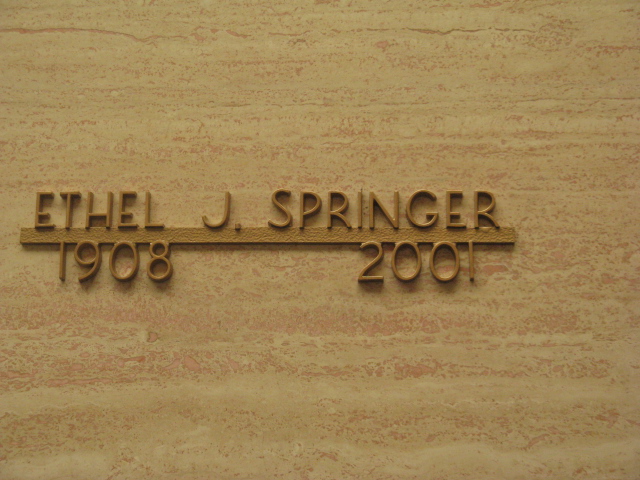 ETHEL J. SPRINGER
1908 2001